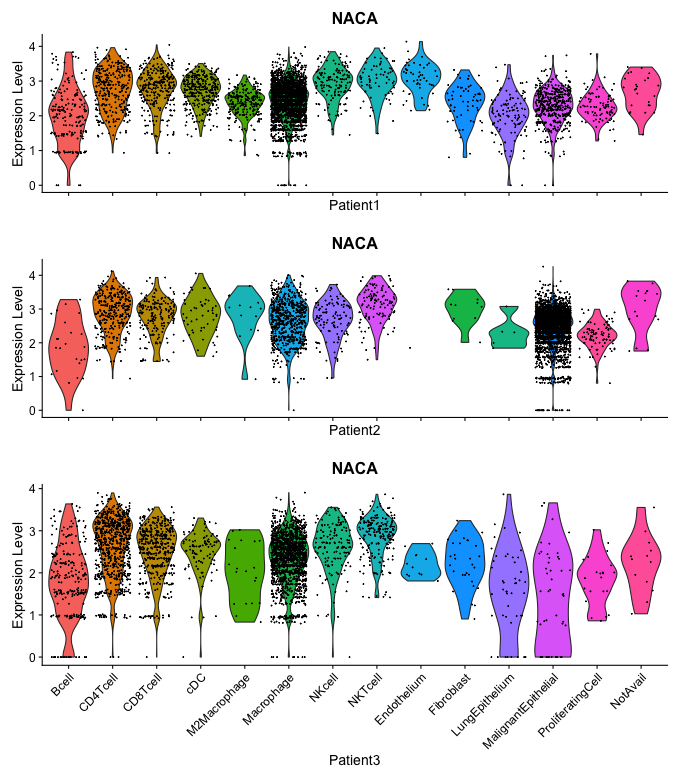 NACA
4
3
2
1
0
Expression Level
Patient1
NACA
4
3
2
1
0
Expression Level
Patient2
NACA
4
3
2
1
0
Expression Level
Bcell
CD4Tcell
CD8Tcell
cDC
M2Macrophage
Macrophage
NKcell
NKTcell
Endothelium
Fibroblast
LungEpithelium
MalignantEpithelial
ProliferatingCell
NotAvail
Patient3